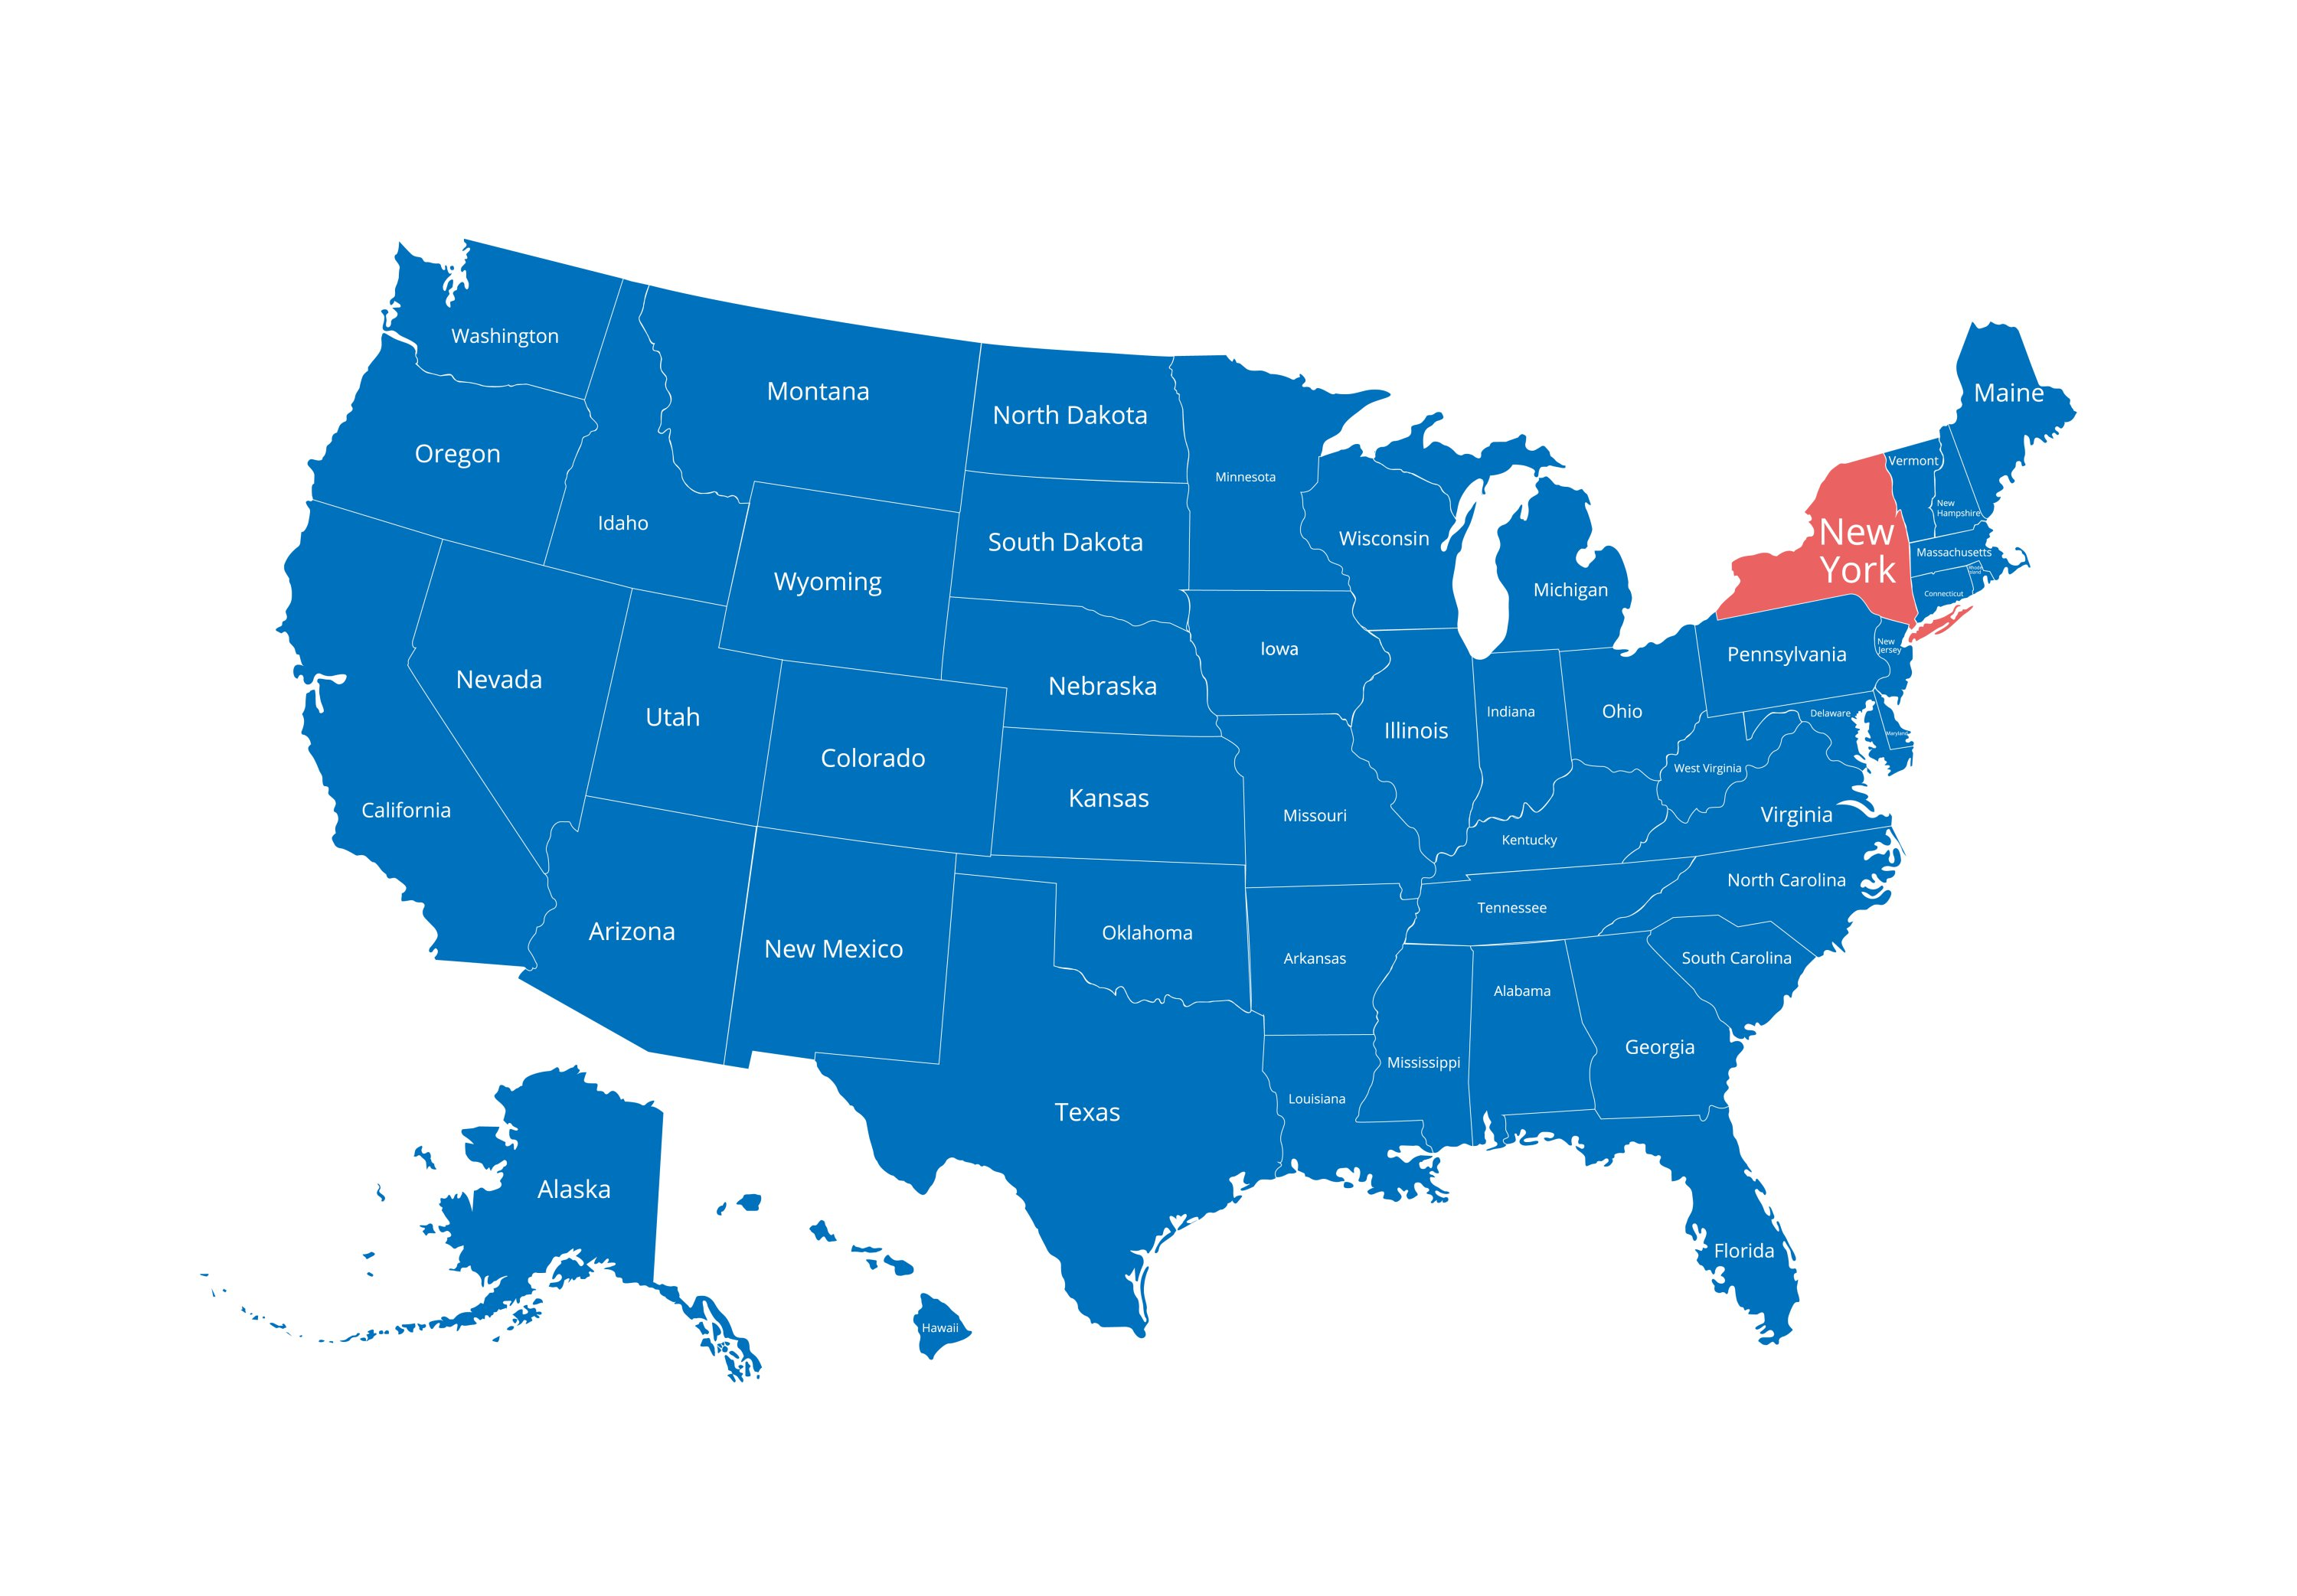 Washington
Montana
Maine
North Dakota
Oregon
Vermont
Minnesota
New
Hampshire
Idaho
New
York
Wisconsin
South Dakota
Massachusetts
Rhode
Island
Wyoming
Michigan
Connecticut
Iowa
New
Jersey
Pennsylvania
Nevada
Nebraska
Utah
Indiana
Ohio
Delaware
Illinois
Maryland
Colorado
West Virginia
Kansas
California
Missouri
Virginia
Kentucky
North Carolina
Tennessee
Arizona
Oklahoma
New Mexico
Arkansas
South Carolina
Alabama
Georgia
Mississippi
Louisiana
Texas
Alaska
Florida
Hawaii